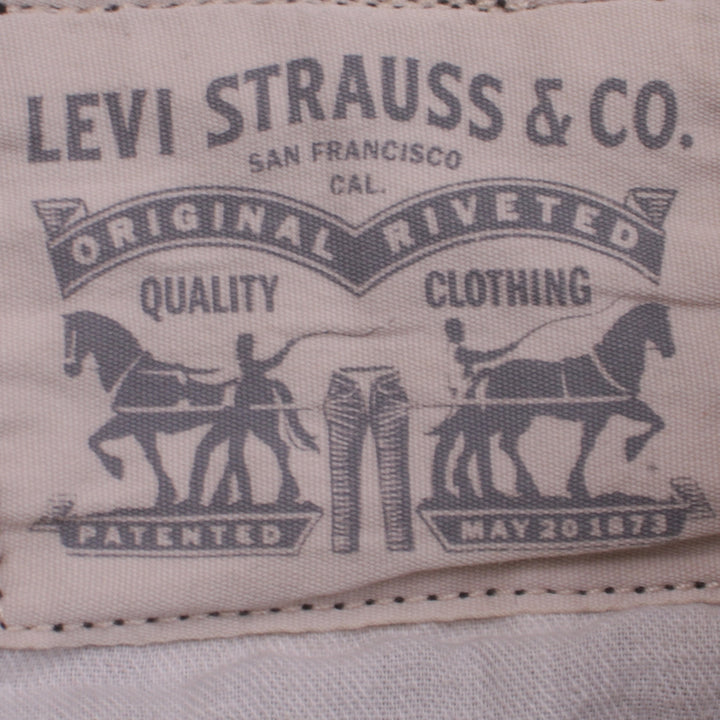 LEVI STRAUSS & CO.
SAN FRANCISCO
CAL.
ORIGINAL RIVETED
QUALITY CLOTHING
PATENTED MAY 20 1873